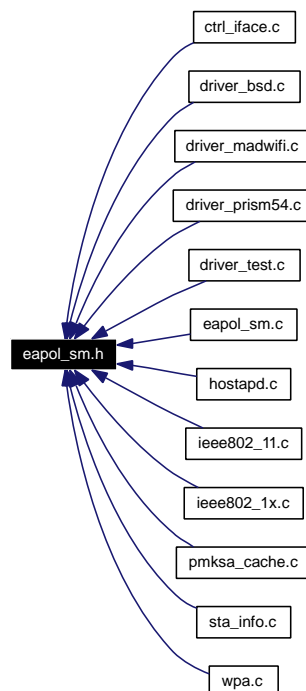 ctrl_iface.c
driver_bsd.c
driver_madwifi.c
driver_prism54.c
driver_test.c
eapol_sm.c
eapol_sm.h
hostapd.c
ieee802_11.c
ieee802_1x.c
pmksa_cache.c
sta_info.c
wpa.c